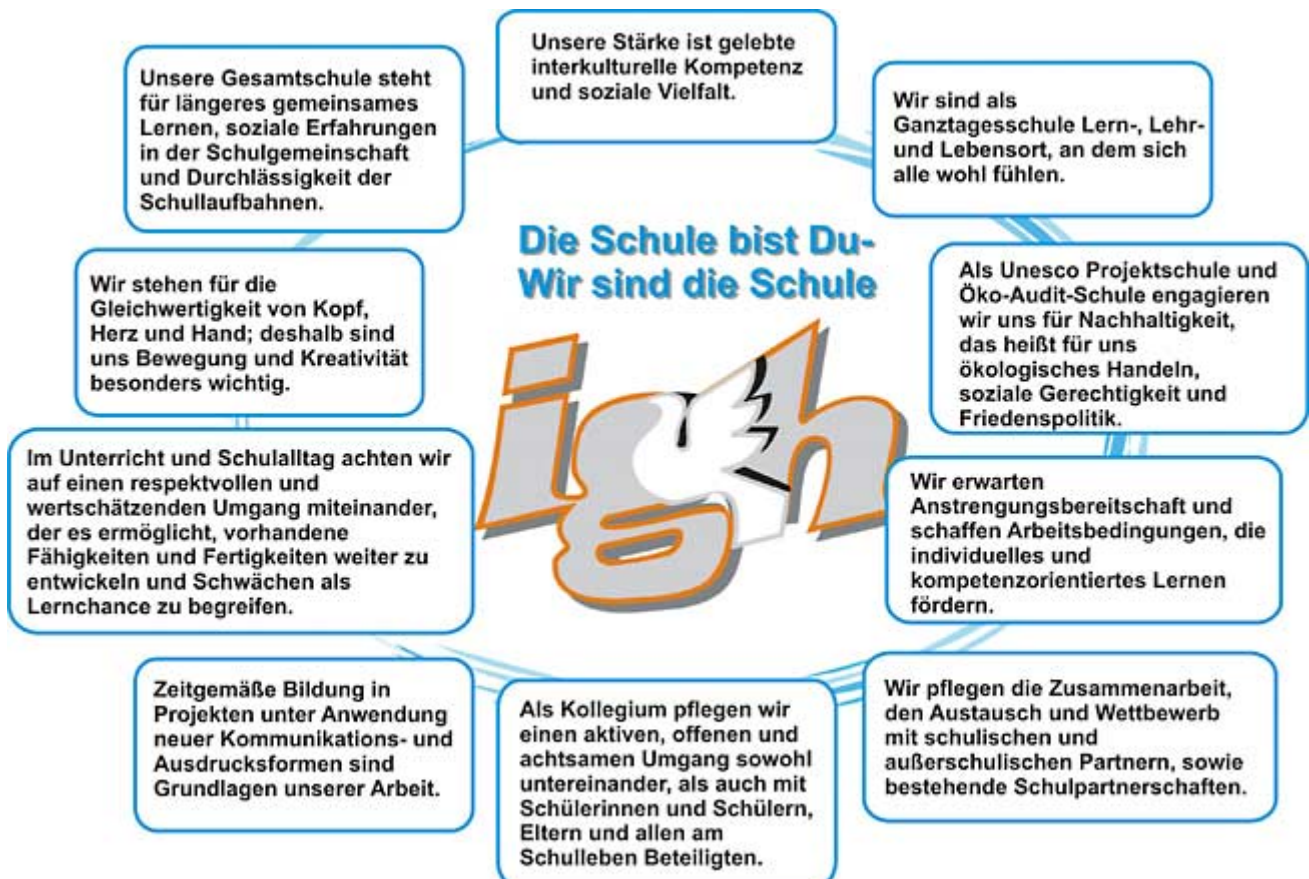 Unsere Stärke ist gelebte
interkulturelle Kompetenz
und soziale Vielfalt.
Wir sind als
Ganztagesschule Lern-, Lehr-
und Lebensort, an dem sich
alle wohl fühlen.
Als Unesco Projektschule und
Öko-Audit-Schule engagieren
wir uns für Nachhaltigkeit,
das heißt für uns
ökologisches Handeln,
soziale Gerechtigkeit und
Friedenspolitik.
Wir erwarten
Anstrengungsbereitschaft und
schaffen Arbeitsbedingungen, die
individuelles und
kompetenzorientiertes Lernen
fördern.
Wir pflegen die Zusammenarbeit,
den Austausch und Wettbewerb
mit schulischen und
außerschulischen Partnern, sowie
bestehende Schulpartnerschaften.
Als Kollegium pflegen wir
einen aktiven, offenen und
achtsamen Umgang sowohl
untereinander, als auch mit
Schülerinnen und Schülern,
Eltern und allen am
Schulleben Beteiligten.
Zeitgemäße Bildung in
Projekten unter Anwendung
neuer Kommunikations- und
Ausdrucksformen sind
Grundlagen unserer Arbeit.
Im Unterricht und Schulalltag achten wir
auf einen respektvollen und
wertschätzenden Umgang miteinander,
der es ermöglicht, vorhandene
Fähigkeiten und Fertigkeiten weiter zu
entwickeln und Schwächen als
Lernchance zu begreifen.
Wir stehen für die
Gleichwertigkeit von Kopf,
Herz und Hand; deshalb sind
uns Bewegung und Kreativität
besonders wichtig.
Unsere Gesamtschule steht
für längeres gemeinsames
Lernen, soziale Erfahrungen
in der Schulgemeinschaft
und Durchlässigkeit der
Schullaufbahnen.
Die Schule bist Du-
Wir sind die Schule
igh